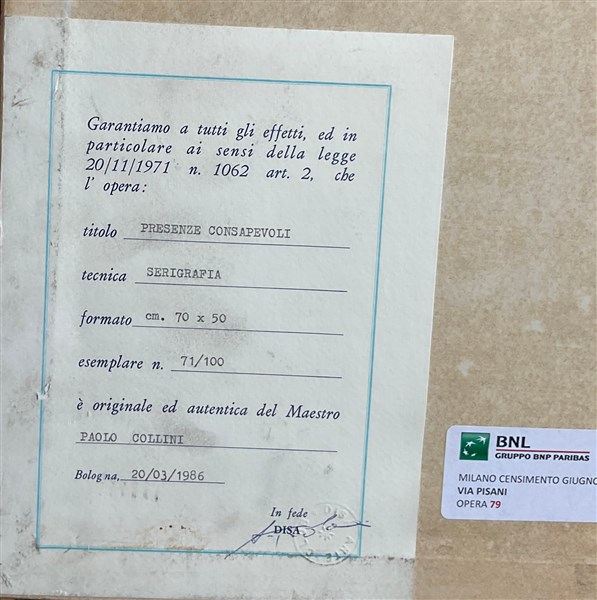 Garantiamo a tutti gli effetti, ed in
particolare ai sensi della legge
20/11/1971 n. 1062 art. 2, che
l' opera:
titolo PRESENZE CONSAPEVOLI
tecnica SERIGRAFIA
formato cm. 70 x 50
esemplare n. 71/100
è originale ed autentica del Maestro
PAOLO COLLINI
Bologna, 20/03/1986
In fede
DISA
BNL
GRUPPO BNP PARIBAS
MILANO CENSIMENTO GIUGNO
VIA PISANI
OPERA 79